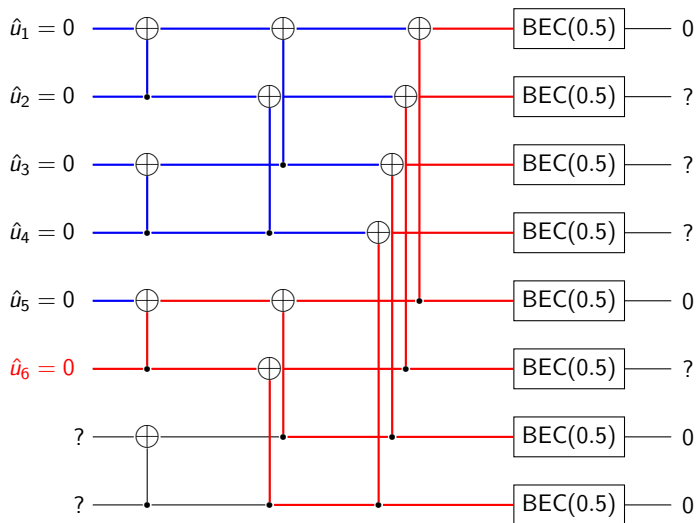 û₁ = 0 BEC(0.5) 0
û₂ = 0 BEC(0.5) ?
û₃ = 0 BEC(0.5) ?
û₄ = 0 BEC(0.5) ?
û₅ = 0 BEC(0.5) 0
û₆ = 0 BEC(0.5) ?
? BEC(0.5) 0
? BEC(0.5) 0